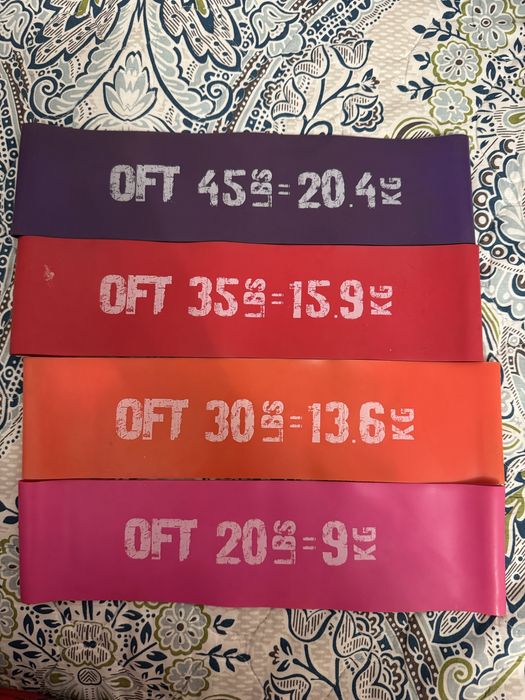 OFT 45 LBS = 20.4 KG
OFT 35 LBS = 15.9 KG
OFT 30 LBS = 13.6 KG
OFT 20 LBS = 9 KG